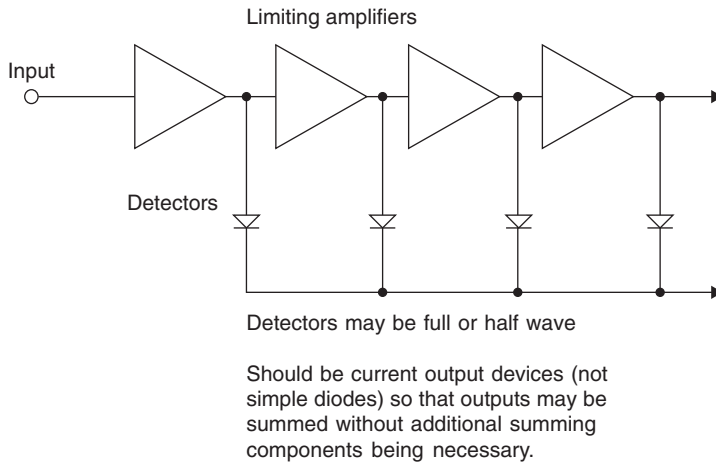 Limiting amplifiers
Input
Detectors
Detectors may be full or half wave
Should be current output devices (not
simple diodes) so that outputs may be
summed without additional summing
components being necessary.